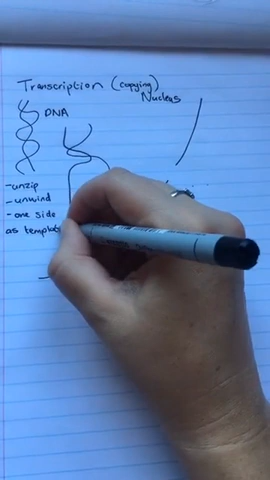 Transcription (copying)
Nucleus
DNA
-unzip
-unwind
-one side
as template